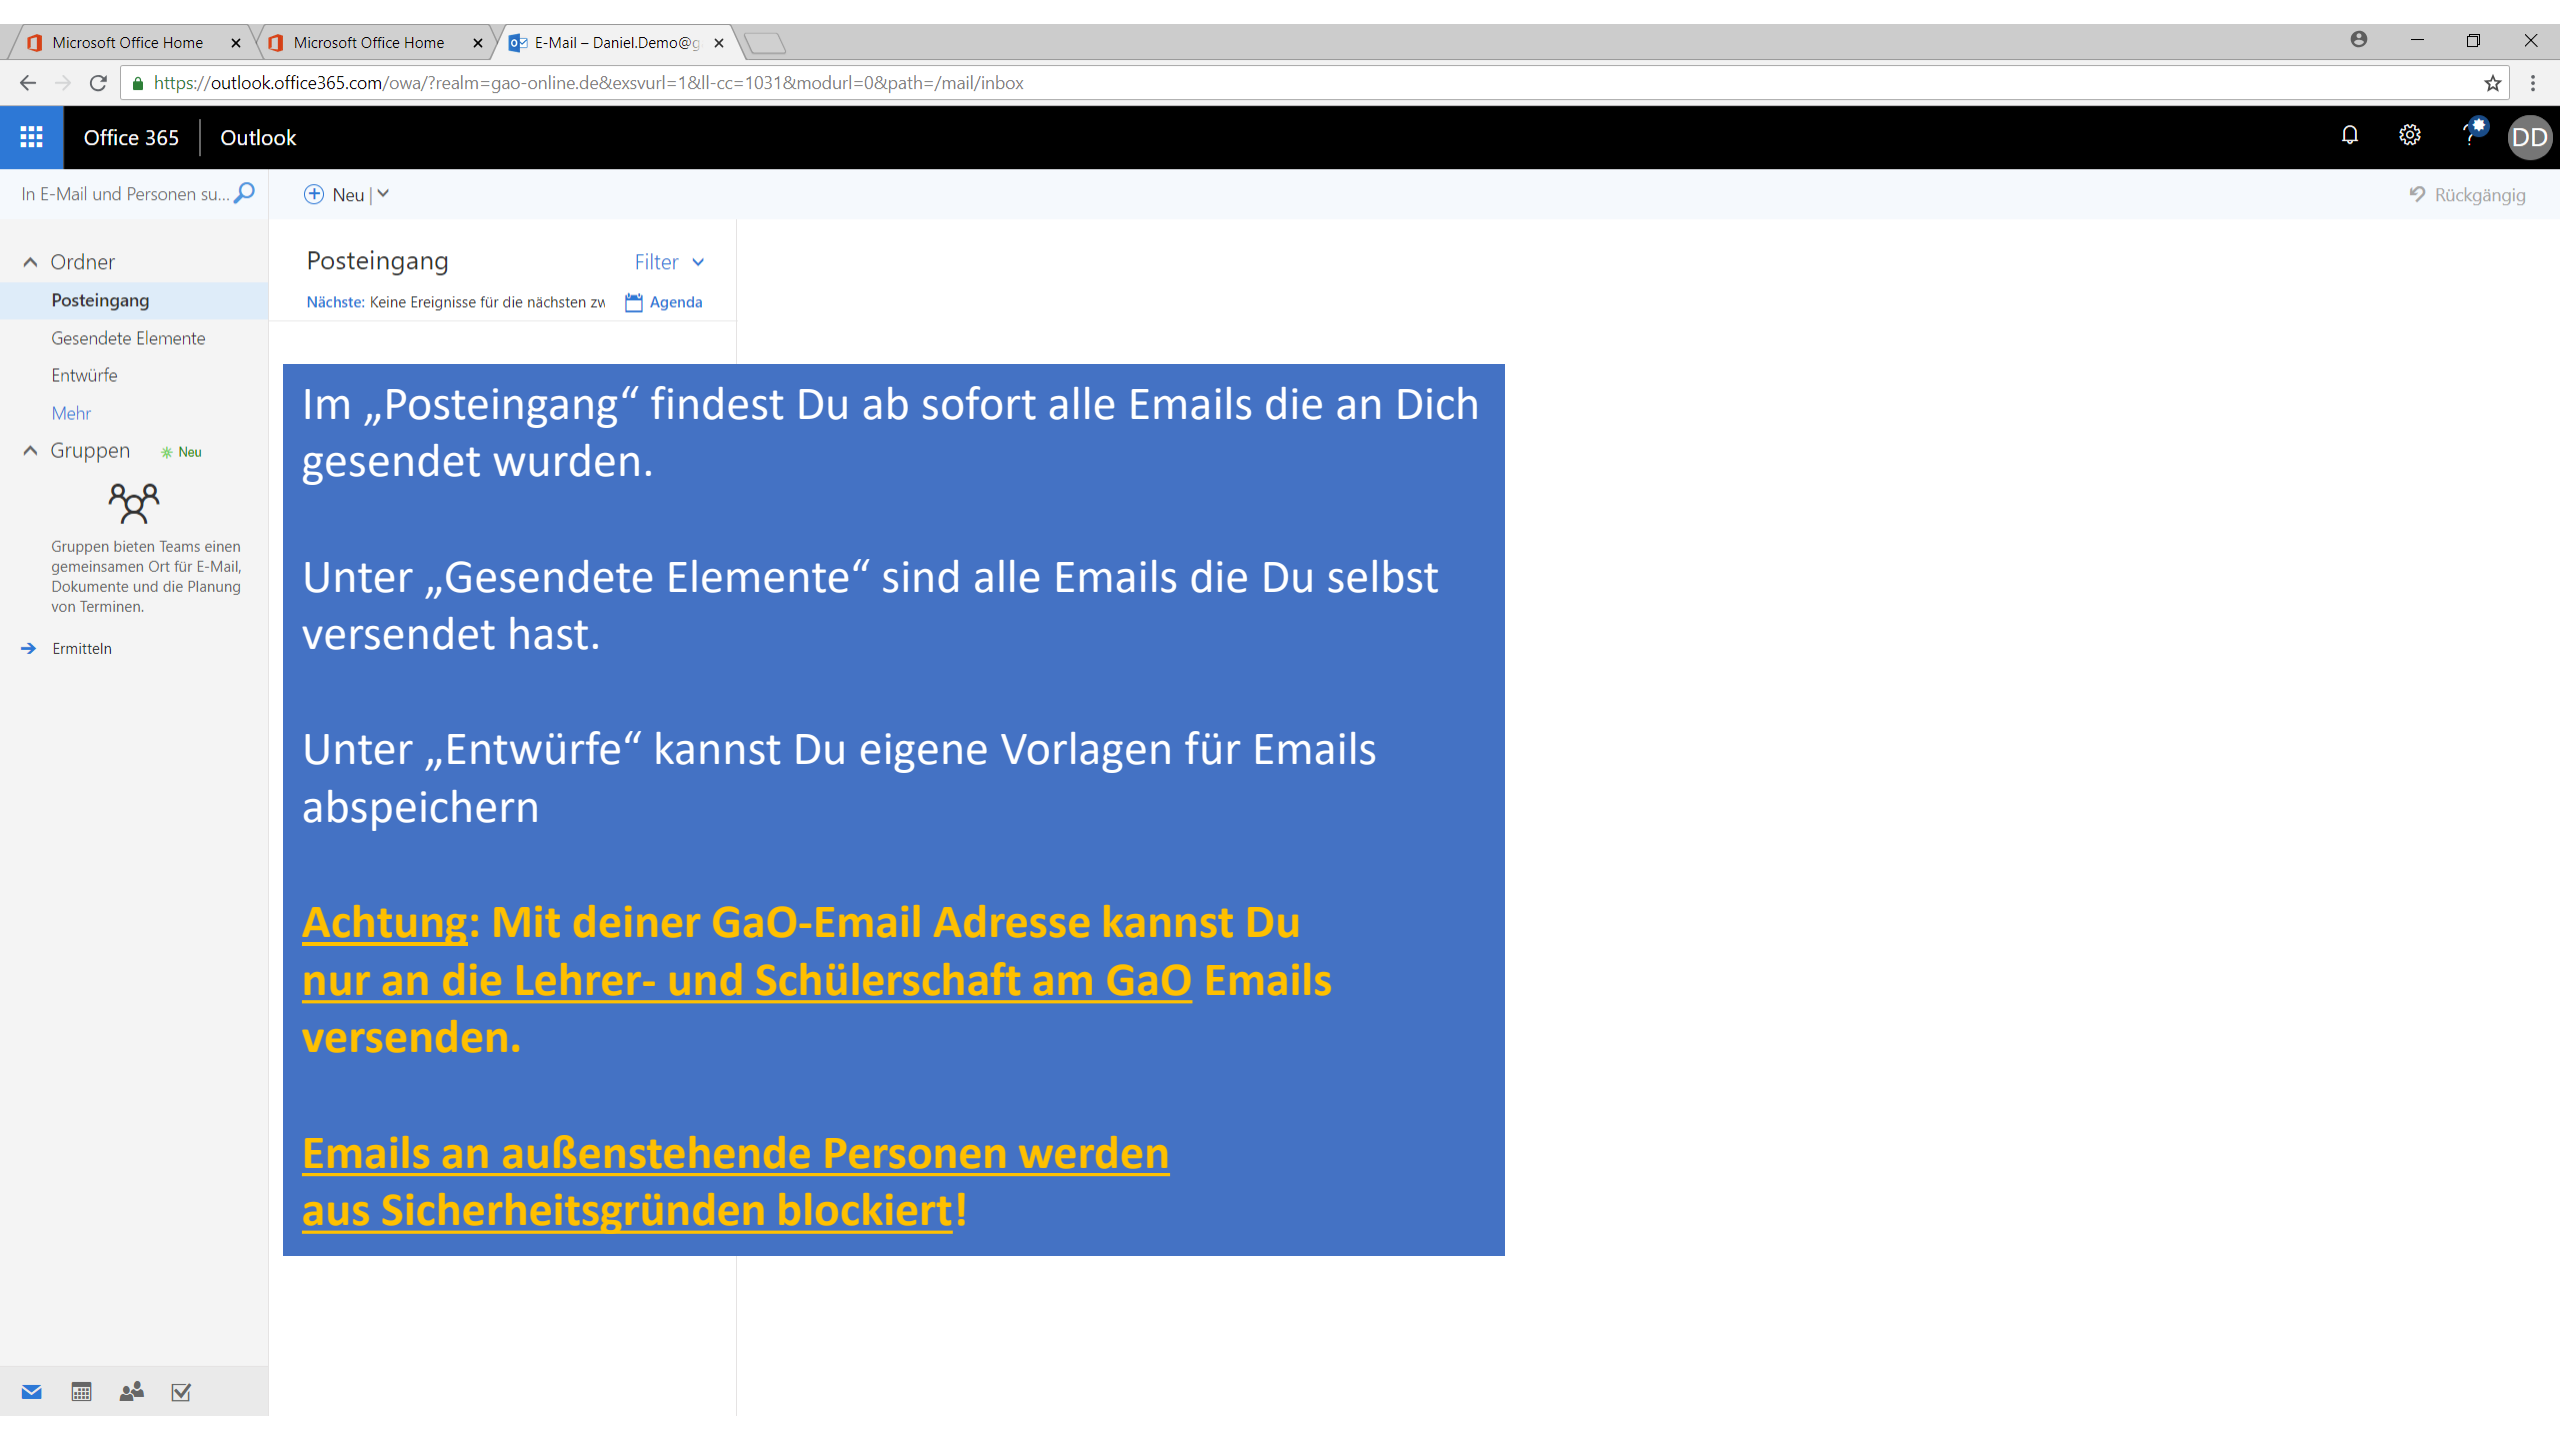 Microsoft Office Home
Microsoft Office Home
E-Mail – Daniel.Demo@g
https://outlook.office365.com/owa/?realm=gao-online.de&exsvurl=1&ll-cc=1031&modurl=0&path=/mail/inbox
Office 365
Outlook
?
DD
In E-Mail und Personen su...
Neu
Rückgängig
Ordner
Posteingang
Gesendete Elemente
Entwürfe
Mehr
Gruppen
Neu
Gruppen bieten Teams einen
gemeinsamen Ort für E-Mail,
Dokumente und die Planung
von Terminen.
Ermitteln
Posteingang
Filter
Nächste: Keine Ereignisse für die nächsten zw
Agenda
Im „Posteingang“ findest Du ab sofort alle Emails die an Dich
gesendet wurden.
Unter „Gesendete Elemente“ sind alle Emails die Du selbst
versendet hast.
Unter „Entwürfe“ kannst Du eigene Vorlagen für Emails
abspeichern
Achtung: Mit deiner GaO-Email Adresse kannst Du
nur an die Lehrer- und Schülerschaft am GaO Emails
versenden.
Emails an außenstehende Personen werden
aus Sicherheitsgründen blockiert!